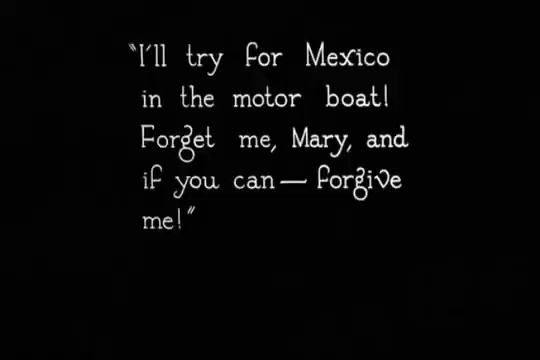 "I'll try for Mexico
in the motor boat!
Forget me, Mary, and
if you can — forgive
me!"